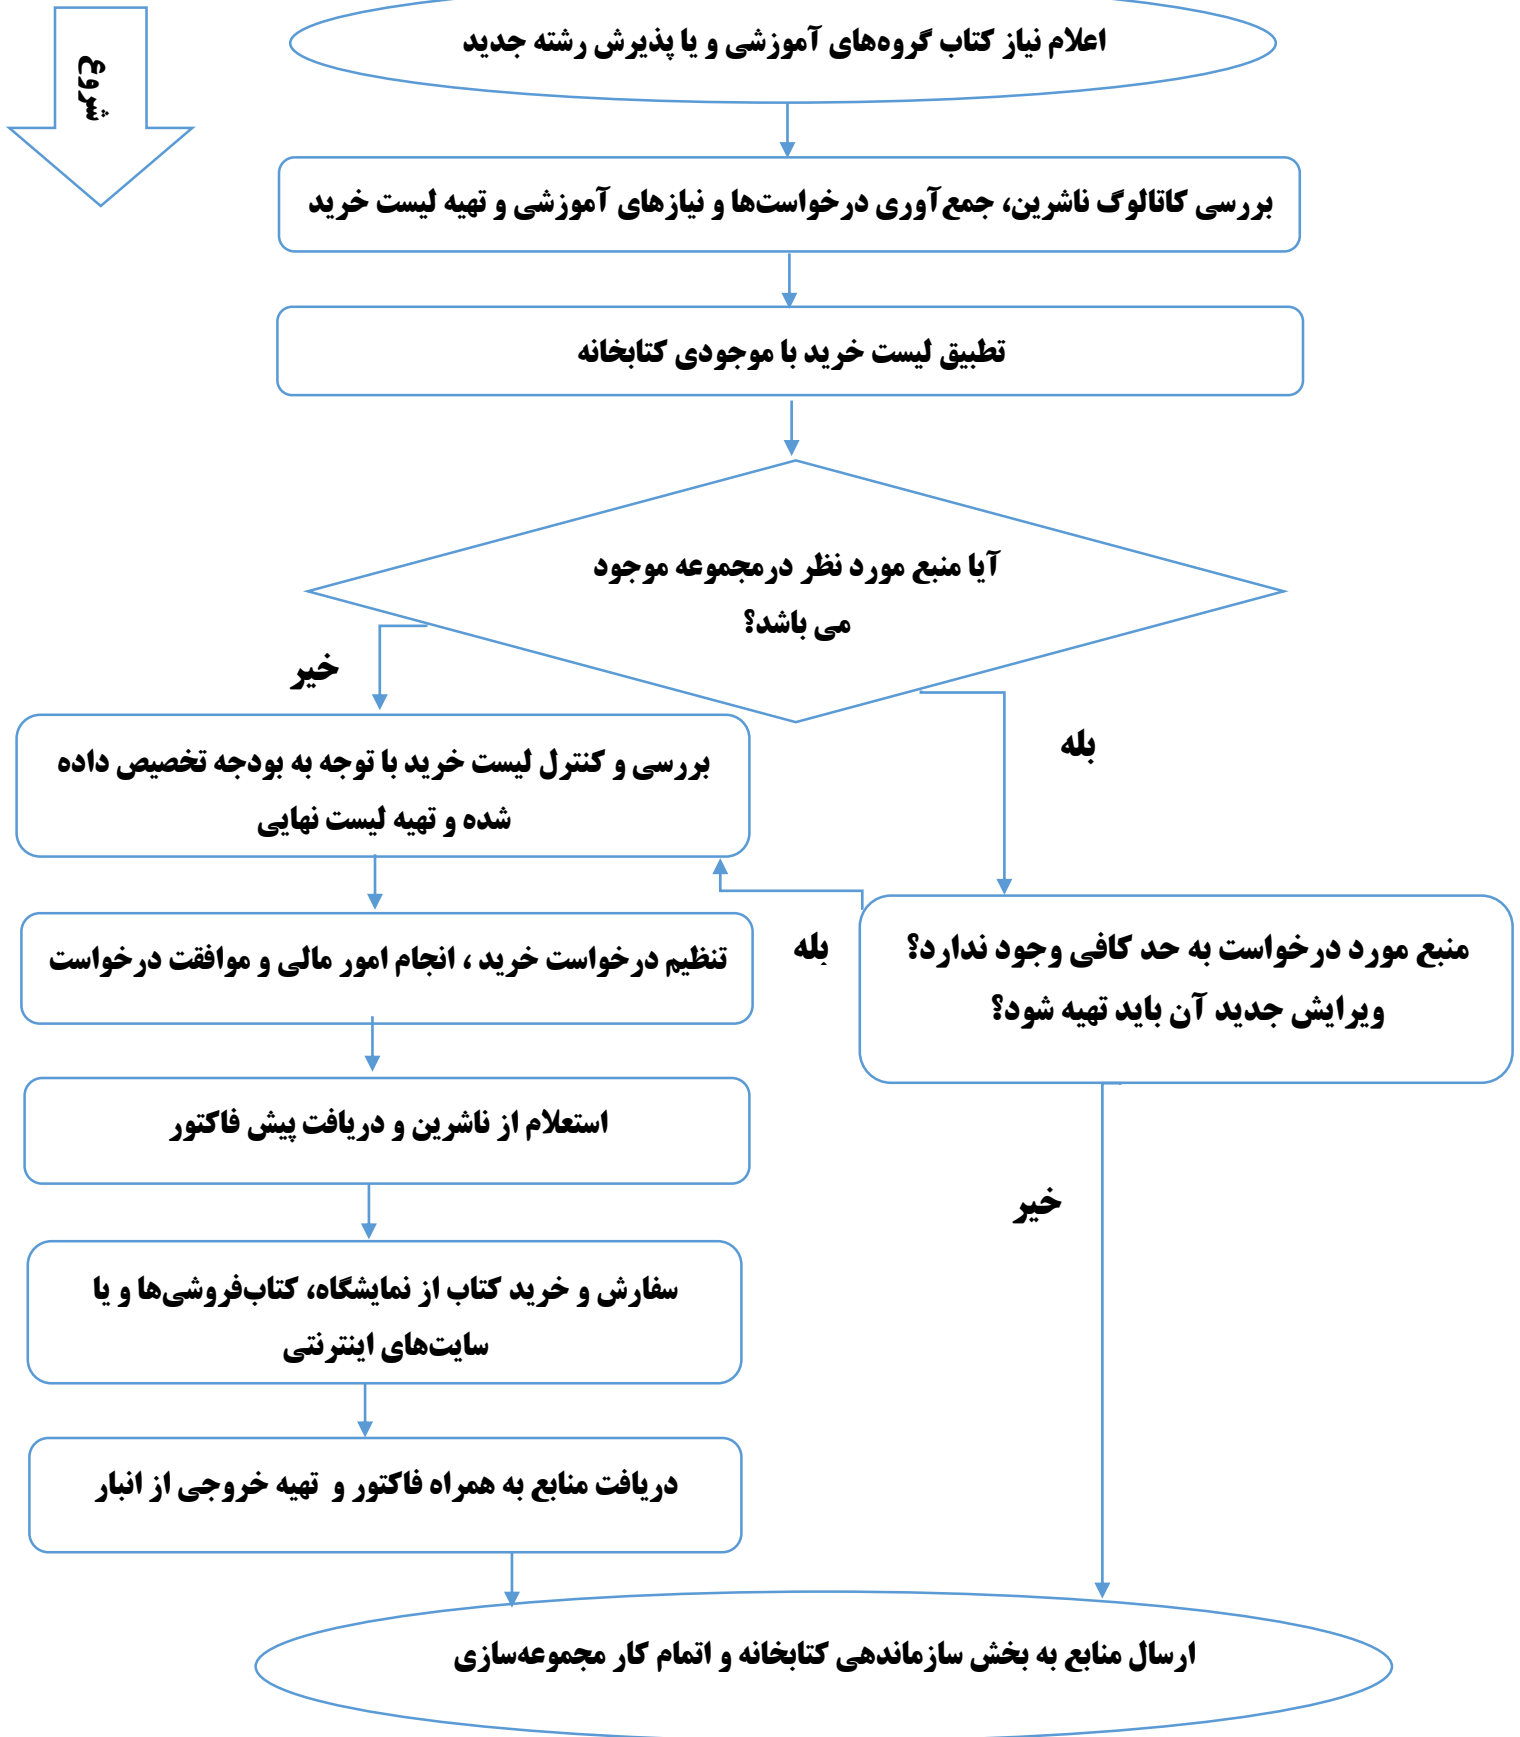 شروع
اعلام نیاز کتاب گروه‌های آموزشی و یا پذیرش رشته جدید
بررسی کاتالوگ ناشرین، جمع‌آوری درخواست‌ها و نیازهای آموزشی و تهیه لیست خرید
تطبیق لیست خرید با موجودی کتابخانه
آیا منبع مورد نظر درمجموعه موجود
می باشد؟
خیر
بله
بررسی و کنترل لیست خرید با توجه به بودجه تخصیص داده
شده و تهیه لیست نهایی
منبع مورد درخواست به حد کافی وجود ندارد؟
ویرایش جدید آن باید تهیه شود؟
بله
تنظیم درخواست خرید ، انجام امور مالی و موافقت درخواست
استعلام از ناشرین و دریافت پیش فاکتور
خیر
سفارش و خرید کتاب از نمایشگاه، کتاب‌فروشی‌ها و یا
سایت‌های اینترنتی
دریافت منابع به همراه فاکتور و تهیه خروجی از انبار
ارسال منابع به بخش سازماندهی کتابخانه و اتمام کار مجموعه‌سازی